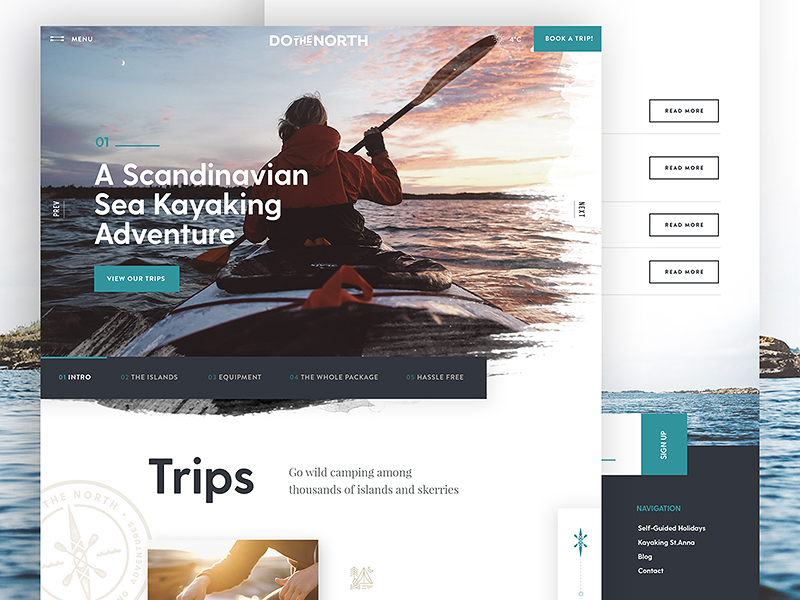 MENU
DO THE NORTH
4°C
BOOK A TRIP!
01
A Scandinavian
Sea Kayaking
Adventure
PREV
NEXT
VIEW OUR TRIPS
01 INTRO
02 THE ISLANDS
03 EQUIPMENT
04 THE WHOLE PACKAGE
05 HASSLE FREE
Trips
Go wild camping among
thousands of islands and skerries
THE NORTH
READ MORE
READ MORE
READ MORE
READ MORE
SIGN UP
NAVIGATION
Self-Guided Holidays
Kayaking St.Anna
Blog
Contact